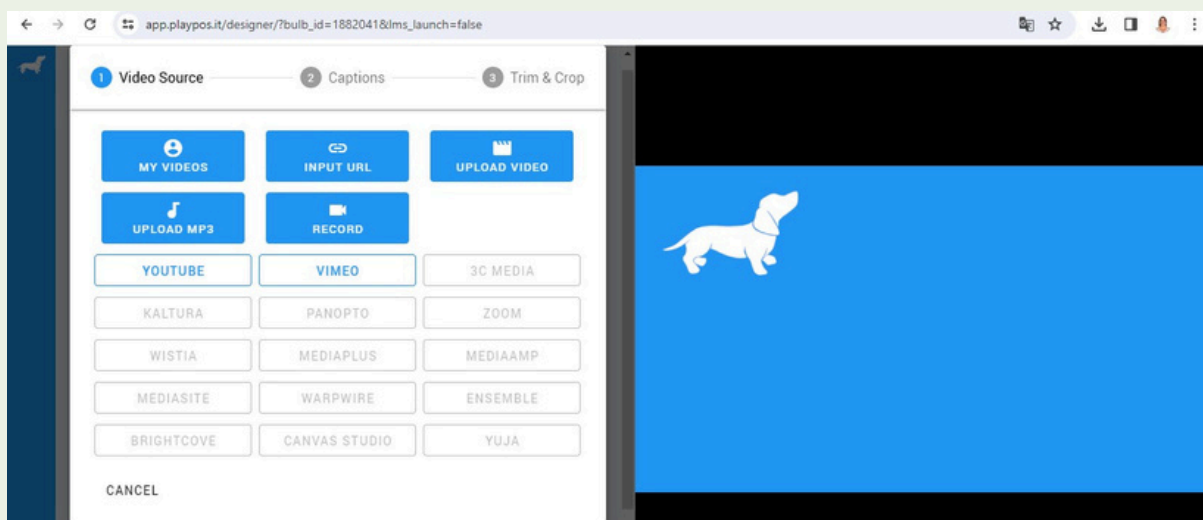 app.playpos.it/designer/?bulb_id=1882041&lms_launch=false
1 Video Source 2 Captions 3 Trim & Crop
MY VIDEOS INPUT URL UPLOAD VIDEO
UPLOAD MP3 RECORD
YOUTUBE VIMEO 3C MEDIA
KALTURA PANOPTO ZOOM
WISTIA MEDIAPLUS MEDIAAMP
MEDIASITE WARPWIRE ENSEMBLE
BRIGHTCOVE CANVAS STUDIO YUJA
CANCEL